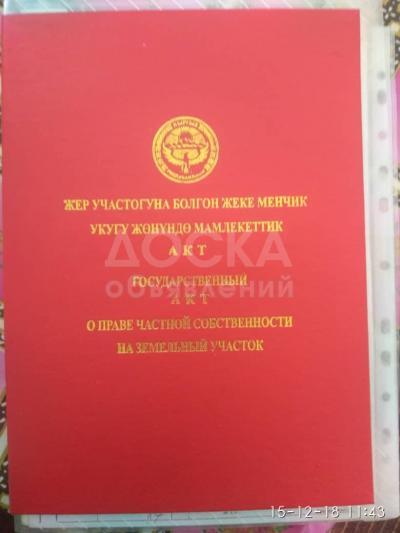 ЖЕР УЧАСТОГУНА БОЛГОН ЖЕКЕ МЕНЧИК
УКУГУ ЖӨНҮНДӨ МАМЛЕКЕТТИК
АКТ
ДОСКА
ГОСУДАРСТВЕННЫЙ
объявлений
АКТ
О ПРАВЕ ЧАСТНОЙ СОБСТВЕННОСТИ
НА ЗЕМЕЛЬНЫЙ УЧАСТОК
15-12-18 11:43